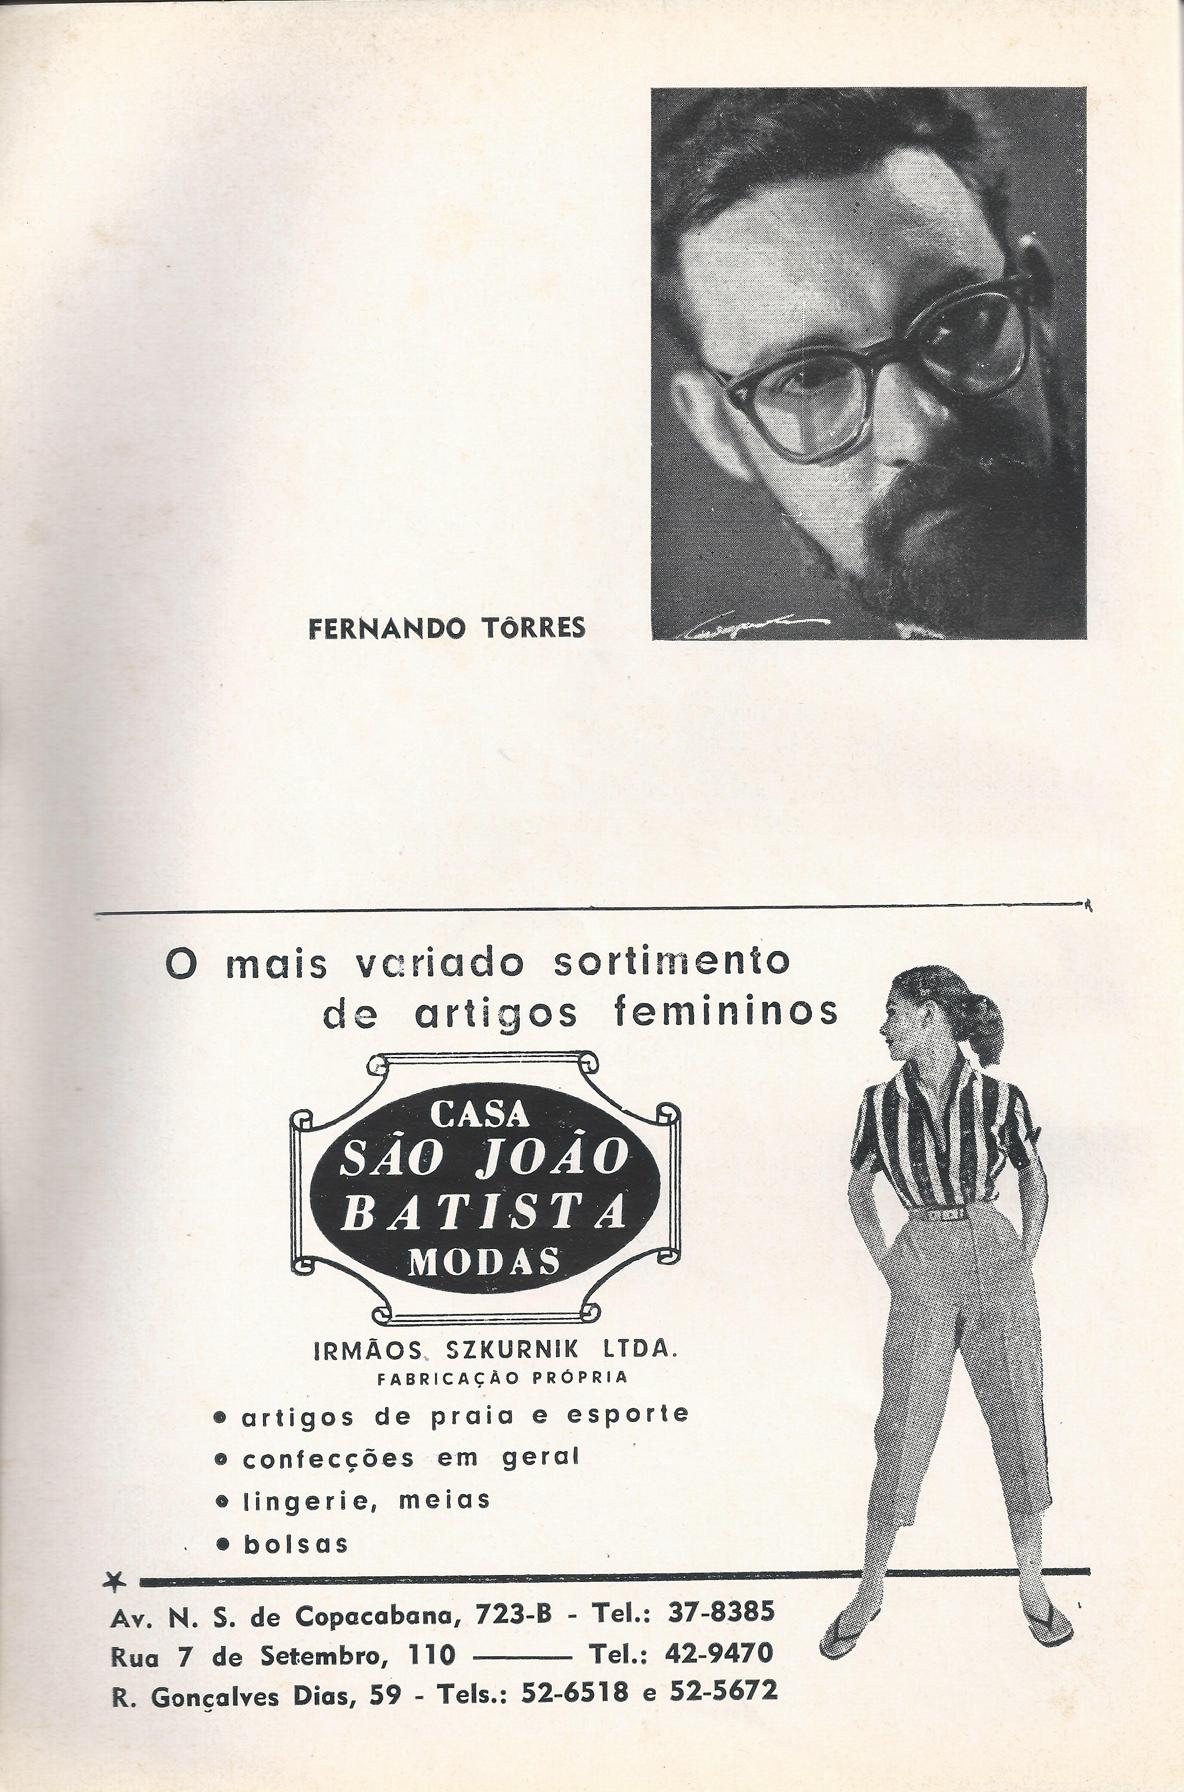 FERNANDO TÔRRES
O mais variado sortimento
de artigos femininos
CASA
SÃO JOÃO
BATISTA
MODAS
IRMÃOS SZKURNIK LTDA.
FABRICAÇÃO PRÓPRIA
• artigos de praia e esporte
• confecções em geral
• lingerie, meias
• bolsas
Av. N. S. de Copacabana, 723-B - Tel.: 37-8385
Rua 7 de Setembro, 110 —— Tel.: 42-9470
R. Gonçalves Dias, 59 - Tels.: 52-6518 e 52-5672